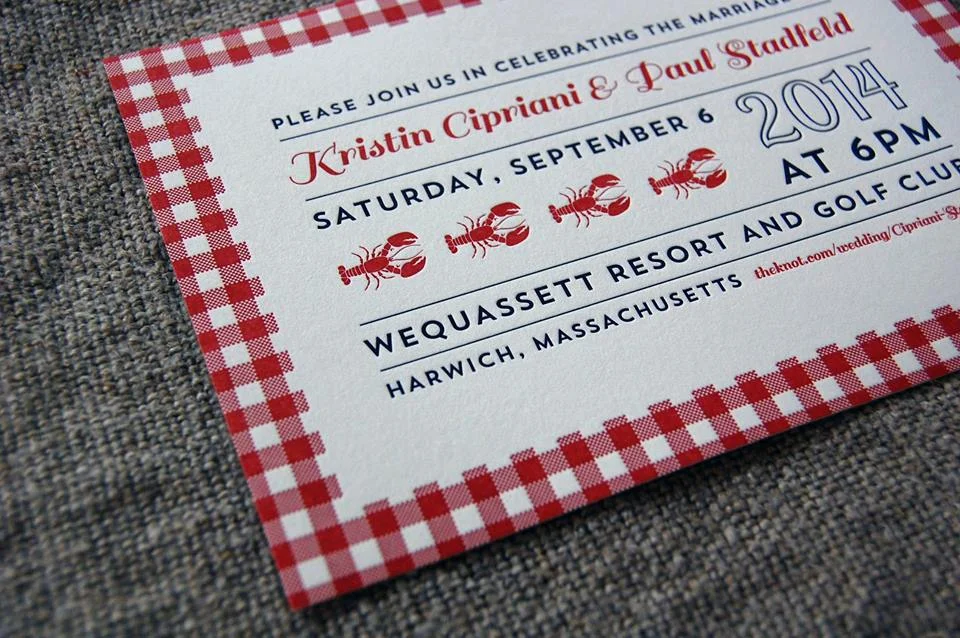 PLEASE JOIN US IN CELEBRATING THE MARRIAGE
Kristin Cipriani & Paul Stadfeld
SATURDAY, SEPTEMBER 6
2014
AT 6PM
WEQUASSETT RESORT AND GOLF CLUB
HARWICH, MASSACHUSETTS
theknot.com/wedding/Cipriani-